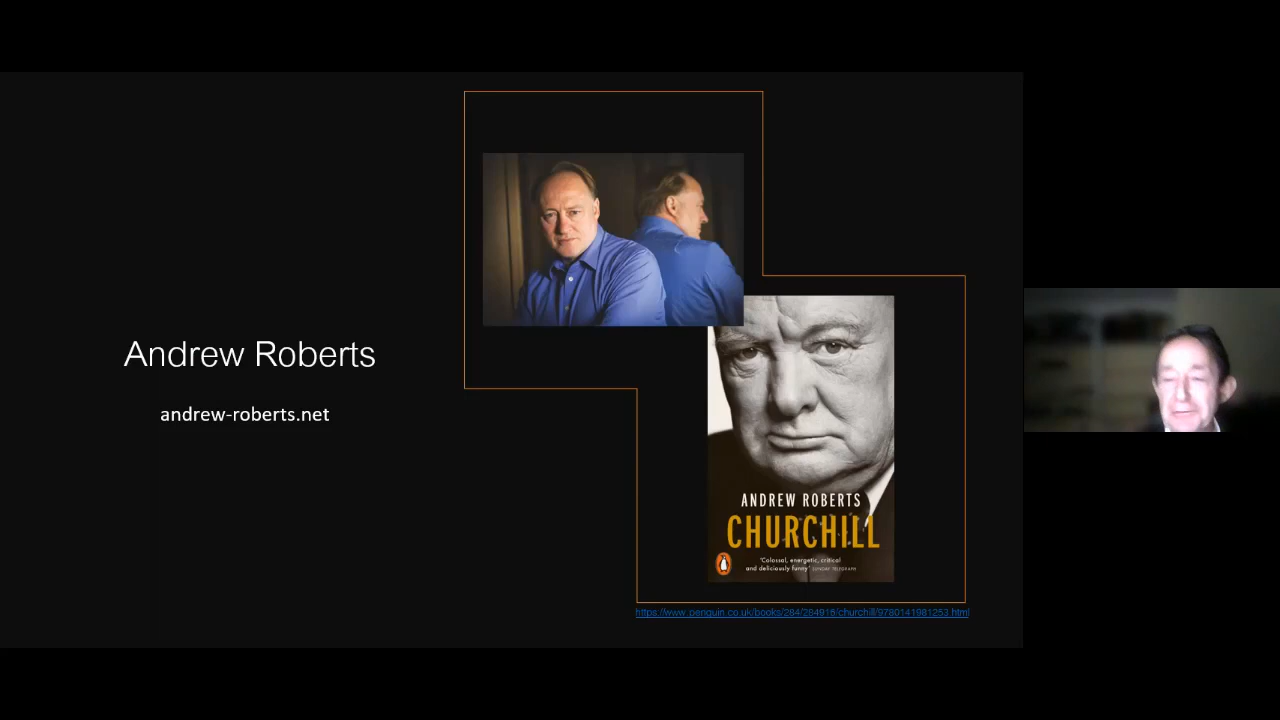 Andrew Roberts
andrew-roberts.net
ANDREW ROBERTS
CHURCHILL
'Colossal, energetic, critical
and deliciously funny' SUNDAY TELEGRAPH
https://www.penguin.co.uk/books/284/284916/churchill/9780141981253.html